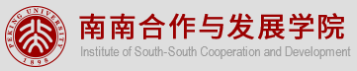 PEKING UNIVERSITY
1898
南南合作与发展学院
Institute of South-South Cooperation and Development